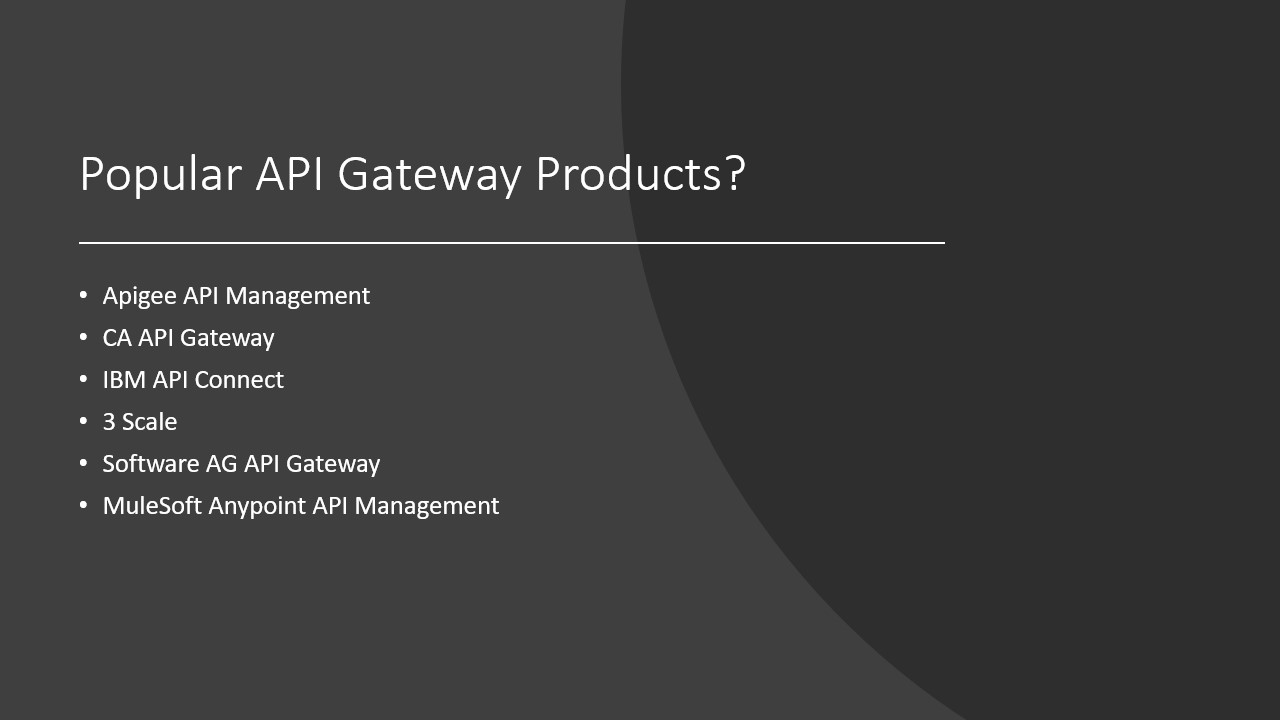 Popular API Gateway Products?
• Apigee API Management
• CA API Gateway
• IBM API Connect
• 3 Scale
• Software AG API Gateway
• MuleSoft Anypoint API Management